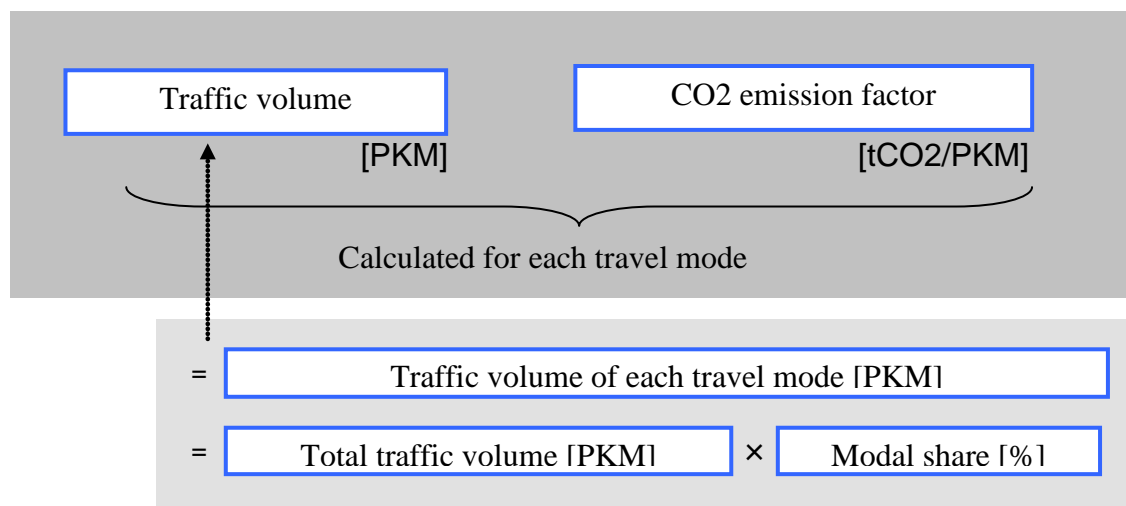 Traffic volume CO2 emission factor
[PKM] [tCO2/PKM]
Calculated for each travel mode
= Traffic volume of each travel mode [PKM]
= Total traffic volume [PKM] × Modal share [%]